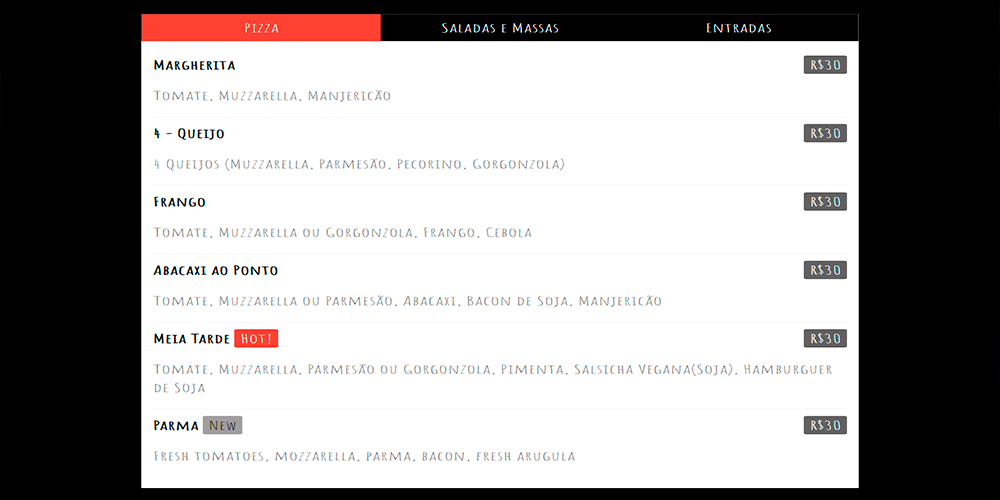 Pizza Saladas e Massas Entradas
Margherita R$30
Tomate, Muzzarella, Manjericão
4 - Queijo R$30
4 Queijos (Muzzarella, Parmesão, Pecorino, Gorgonzola)
Frango R$30
Tomate, Muzzarella ou Gorgonzola, Frango, Cebola
Abacaxi ao Ponto R$30
Tomate, Muzzarella ou Parmesão, Abacaxi, Bacon de Soja, Manjericão
Meia Tarde Hot! R$30
Tomate, Muzzarella, Parmesão ou Gorgonzola, Pimenta, Salsicha Vegana(Soja), Hamburguer
de Soja
Parma New R$30
Fresh tomatoes, mozzarella, parma, bacon, fresh arugula